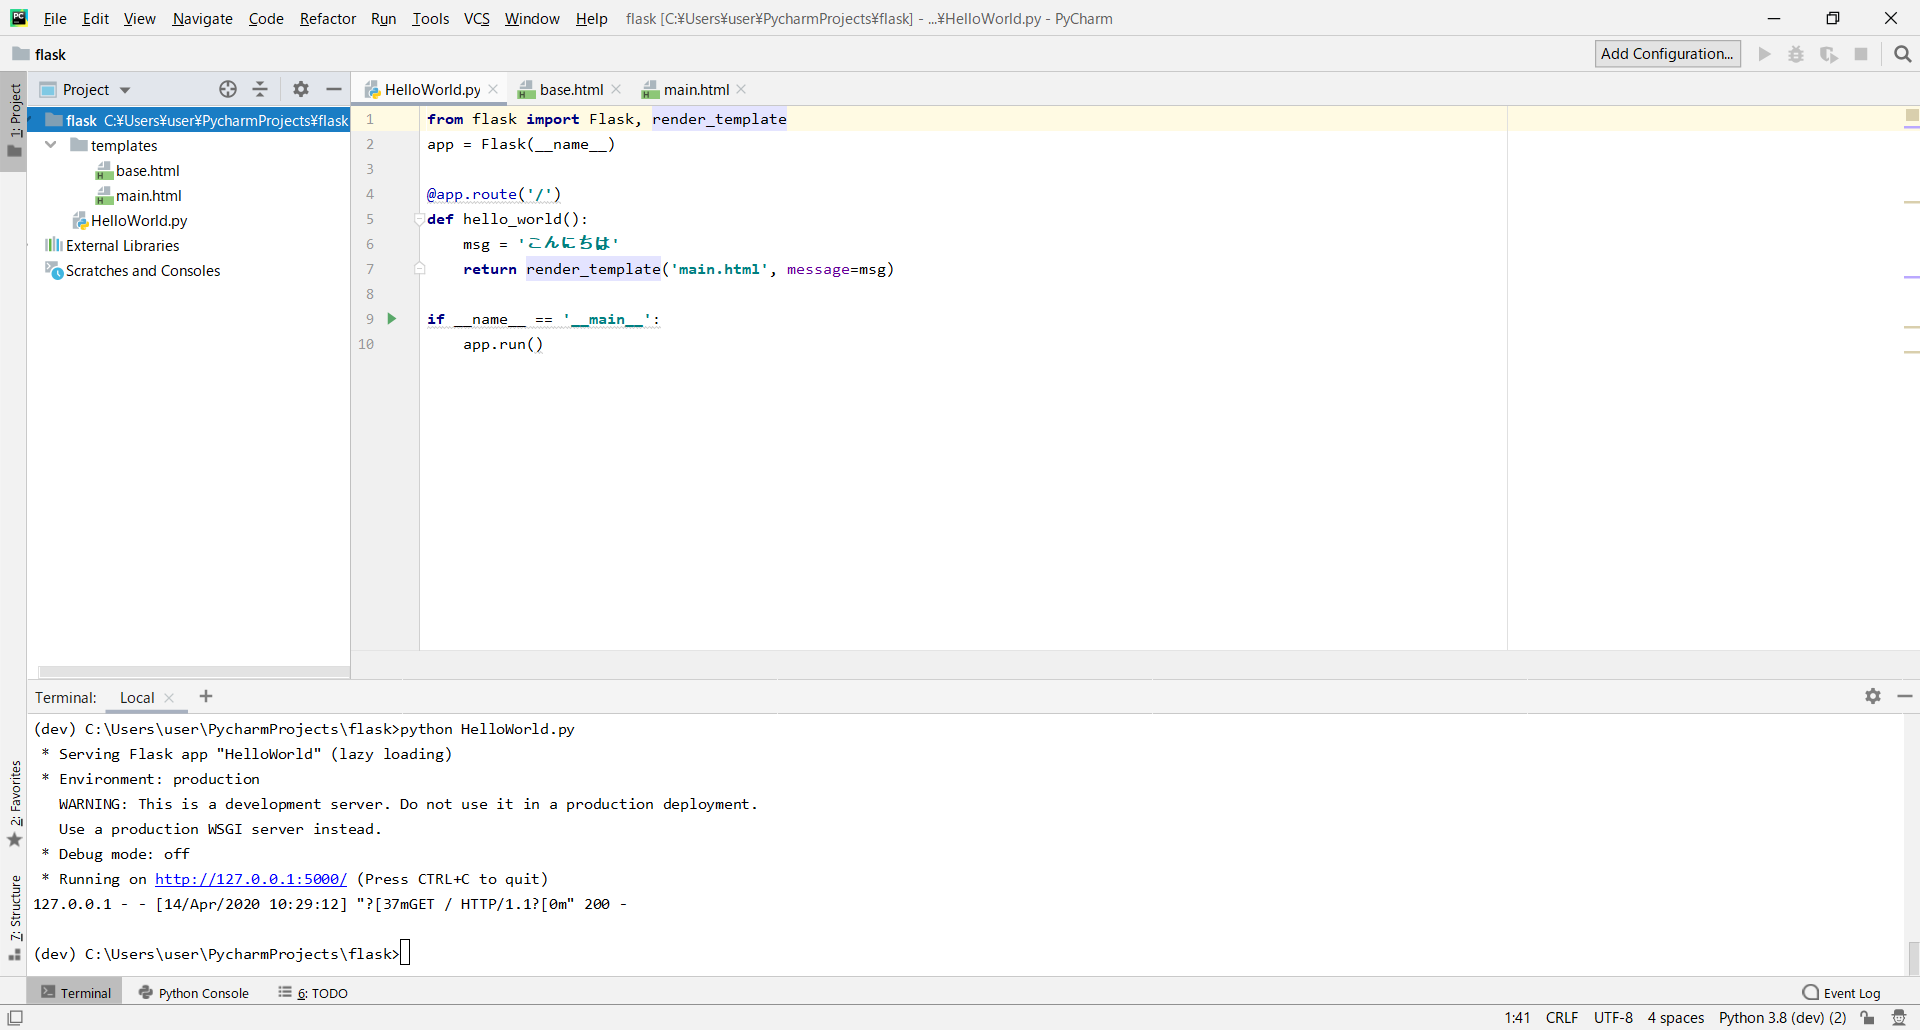 File Edit View Navigate Code Refactor Run Tools VCS Window Help flask [C:¥Users¥user¥PycharmProjects¥flask] - ...¥HelloWorld.py - PyCharm
flask
Add Configuration...
1: Project
Project
HelloWorld.py
base.html
main.html
flask C:¥Users¥user¥PycharmProjects¥flask
templates
base.html
main.html
HelloWorld.py
External Libraries
Scratches and Consoles
1 from flask import Flask, render_template
2 app = Flask(__name__)
3
4 @app.route('/')
5 def hello_world():
6 msg = 'こんにちは'
7 return render_template('main.html', message=msg)
8
9 if __name__ == '__main__':
10 app.run()
Terminal: Local
(dev) C:\Users\user\PycharmProjects\flask>python HelloWorld.py
* Serving Flask app "HelloWorld" (lazy loading)
* Environment: production
WARNING: This is a development server. Do not use it in a production deployment.
Use a production WSGI server instead.
* Debug mode: off
* Running on http://127.0.0.1:5000/ (Press CTRL+C to quit)
127.0.0.1 - - [14/Apr/2020 10:29:12] "?[37mGET / HTTP/1.1?[0m" 200 -
(dev) C:\Users\user\PycharmProjects\flask>
2: Favorites
7: Structure
Terminal Python Console 6: TODO Event Log
1:41 CRLF UTF-8 4 spaces Python 3.8 (dev) (2)